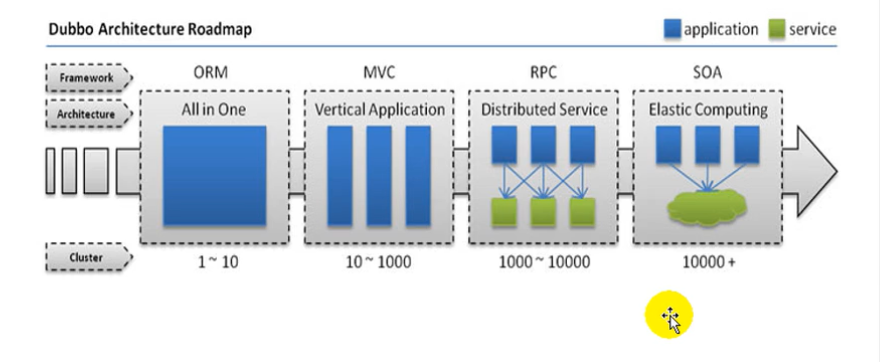 Dubbo Architecture Roadmap
application service
Framework ORM MVC RPC SOA
Architecture All in One Vertical Application Distributed Service Elastic Computing
Cluster 1 ~ 10 10 ~ 1000 1000 ~ 10000 10000 +